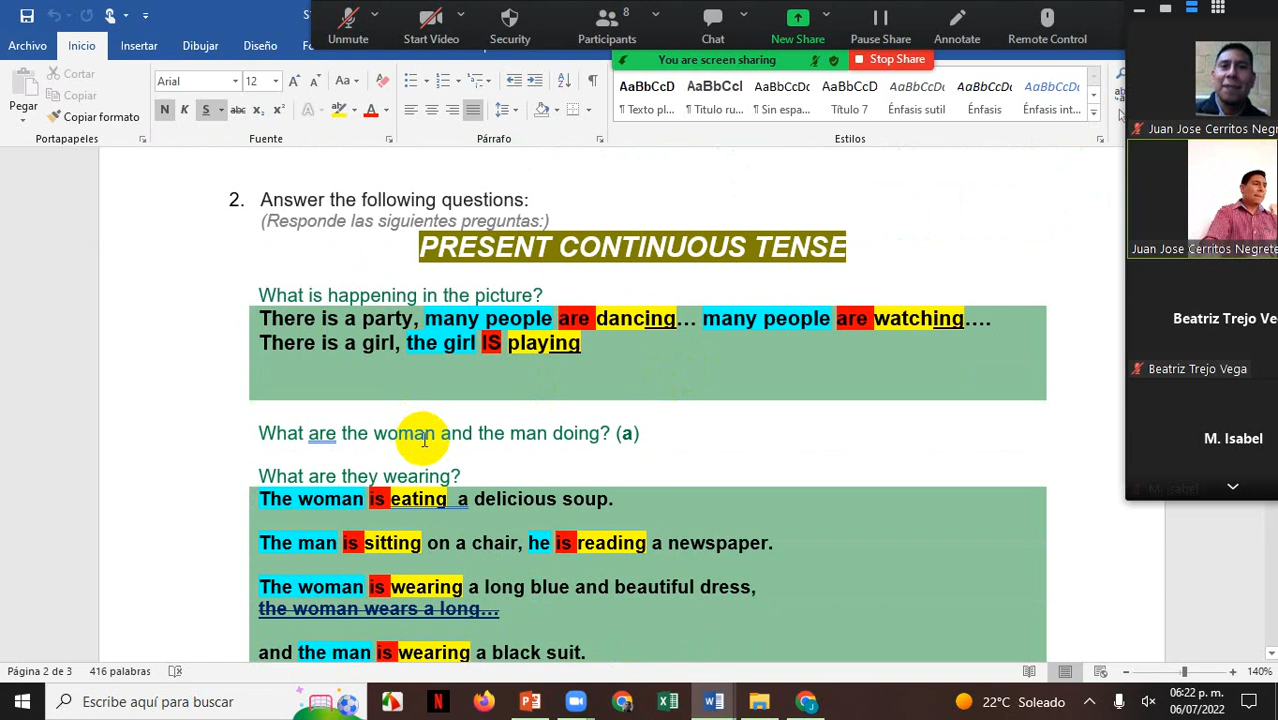 Unmute
Start Video
Security
Participants
8
Chat
New Share
Pause Share
Annotate
Remote Control
You are screen sharing
Stop Share
Archivo
Inicio
Insertar
Dibujar
Diseño
Pegar
Cortar
Copiar
Copiar formato
Portapapeles
Arial
12
Fuente
Párrafo
AaBbCcD
¶ Texto pl...
AaBbCcI
¶ Título ru...
AaBbCcDc
¶ Sin espa...
AaBbCcD
Título 7
AaBbCcDd
Énfasis sutil
AaBbCcDc
Énfasis
AaBbCcDd
Énfasis int...
Estilos
2. Answer the following questions:
(Responde las siguientes preguntas:)
PRESENT CONTINUOUS TENSE
What is happening in the picture?
There is a party, many people are dancing… many people are watching….
There is a girl, the girl IS playing
What are the woman and the man doing? (a)
What are they wearing?
The woman is eating a delicious soup.
The man is sitting on a chair, he is reading a newspaper.
The woman is wearing a long blue and beautiful dress,
the woman wears a long…
and the man is wearing a black suit.
Juan Jose Cerritos Negr
Juan Jose Cerritos Negrete
Beatriz Trejo Ve
Beatriz Trejo Vega
M. Isabel
M. Isabel
Página 2 de 3
416 palabras
140%
Escribe aquí para buscar
22°C Soleado
06:22 p. m.
06/07/2022